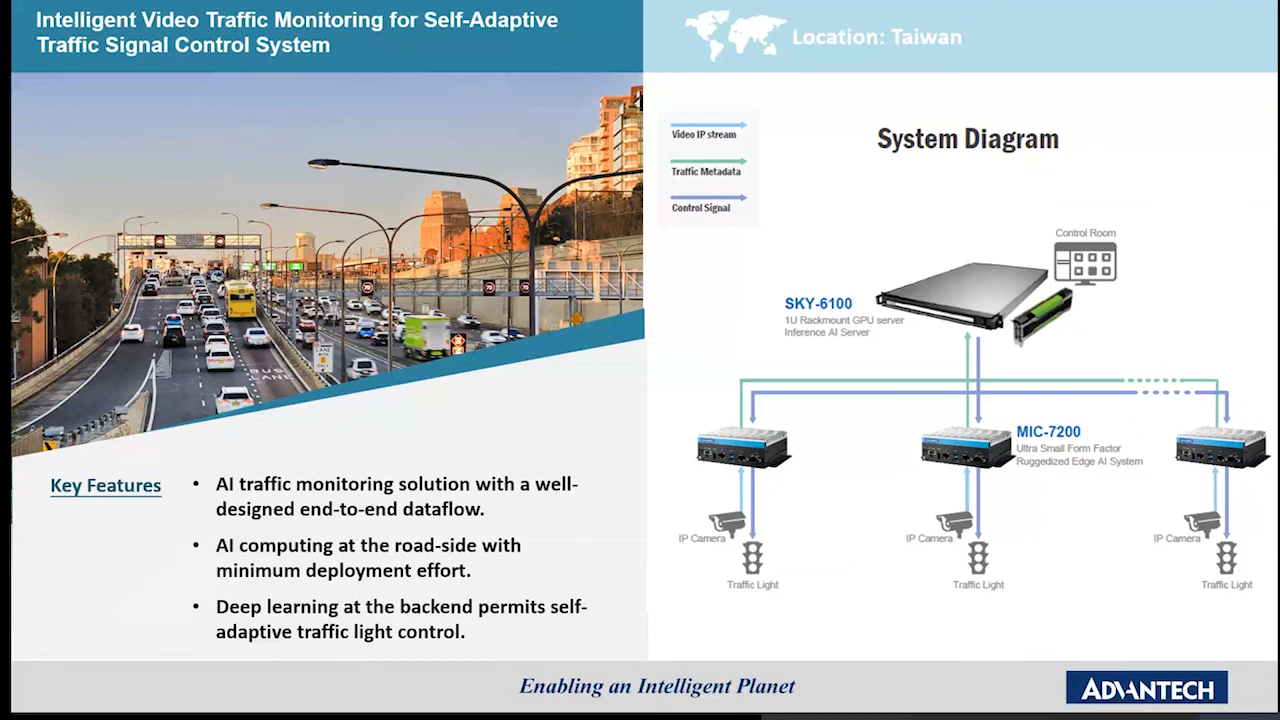 Intelligent Video Traffic Monitoring for Self-Adaptive
Traffic Signal Control System
Location: Taiwan
Video IP stream
Traffic Metadata
Control Signal
System Diagram
Control Room
SKY-6100
1U Rackmount GPU server
Inference AI Server
MIC-7200
Ultra Small Form Factor
Ruggedized Edge AI System
IP Camera
Traffic Light
IP Camera
Traffic Light
IP Camera
Traffic Light
BUS
LANE
Key Features
• AI traffic monitoring solution with a well-
designed end-to-end dataflow.
• AI computing at the road-side with
minimum deployment effort.
• Deep learning at the backend permits self-
adaptive traffic light control.
Enabling an Intelligent Planet
ADVANTECH